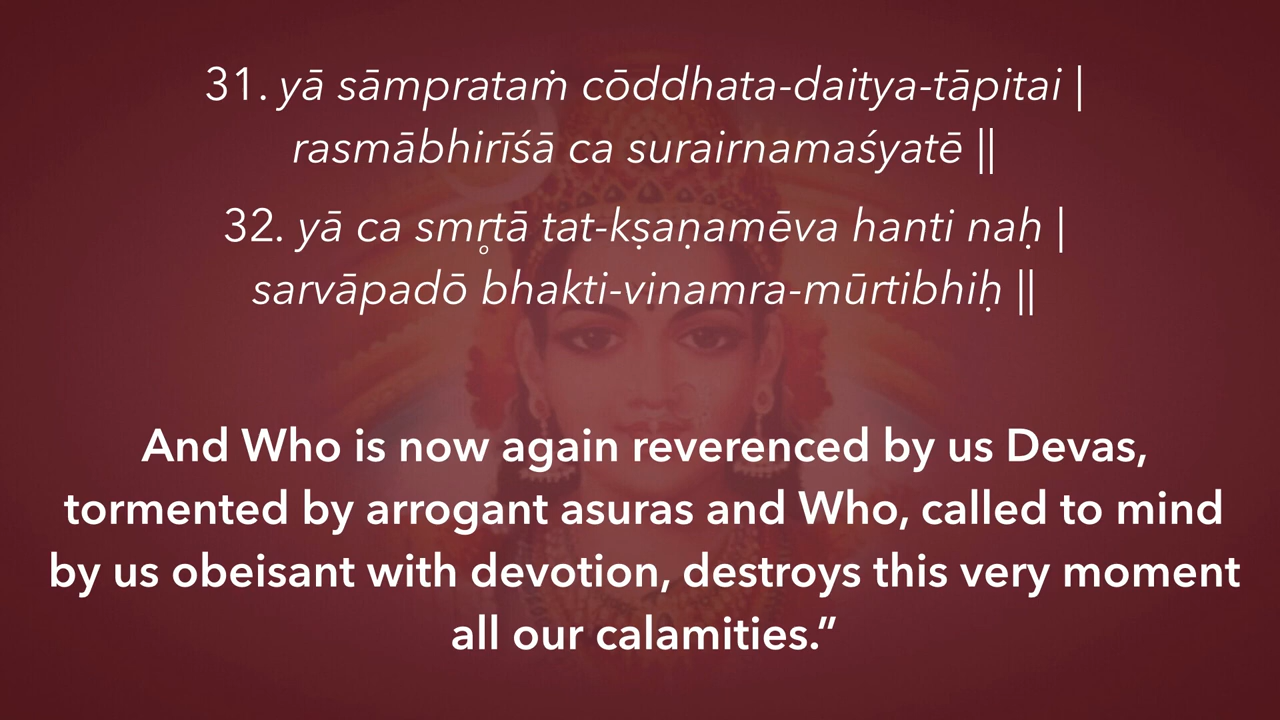 31. yā sāmprataṁ cōddhata-daitya-tāpitai |
rasmābhirīśā ca surairnamaśyatē ||
32. yā ca smr̥tā tat-kṣaṇamēva hanti naḥ |
sarvāpadō bhakti-vinamra-mūrtibhiḥ ||
And Who is now again reverenced by us Devas,
tormented by arrogant asuras and Who, called to mind
by us obeisant with devotion, destroys this very moment
all our calamities.”